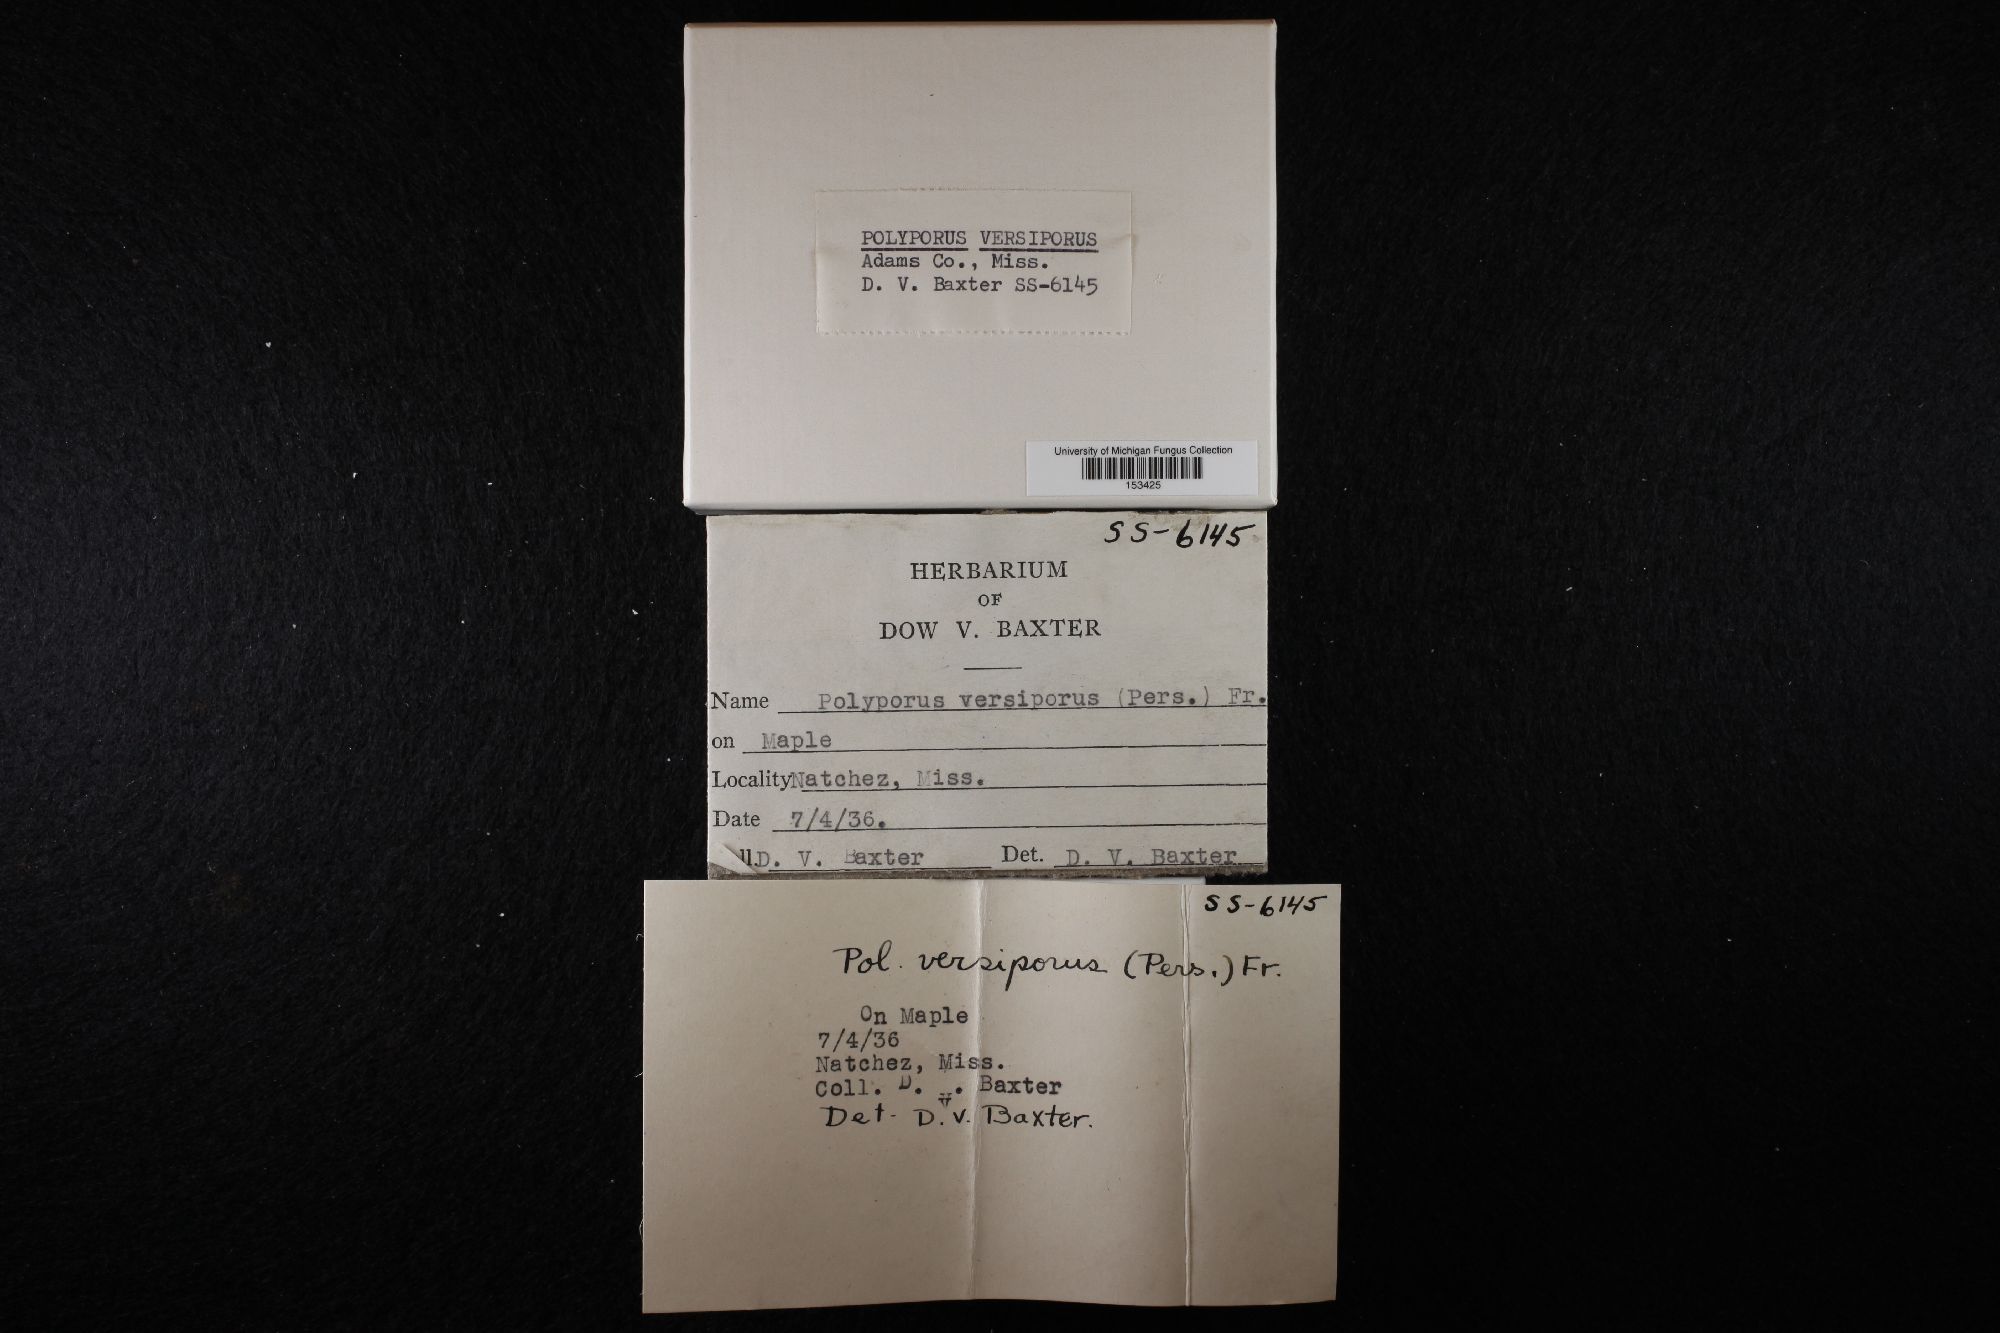 POLYPORUS VERSIPORUS
Adams Co., Miss.
D. V. Baxter SS-6145
University of Michigan Fungus Collection
153425
SS-6145
HERBARIUM
OF
DOW V. BAXTER
Name Polyporus versiporus (Pers.) Fr.
on Maple
Locality Natchez, Miss.
Date 7/4/36.
ll. D. V. Baxter Det. D. V. Baxter
SS-6145
Pol. versiporus (Pers.) Fr.
On Maple
7/4/36
Natchez, Miss.
Coll. D. V. Baxter
Det. D.V. Baxter.